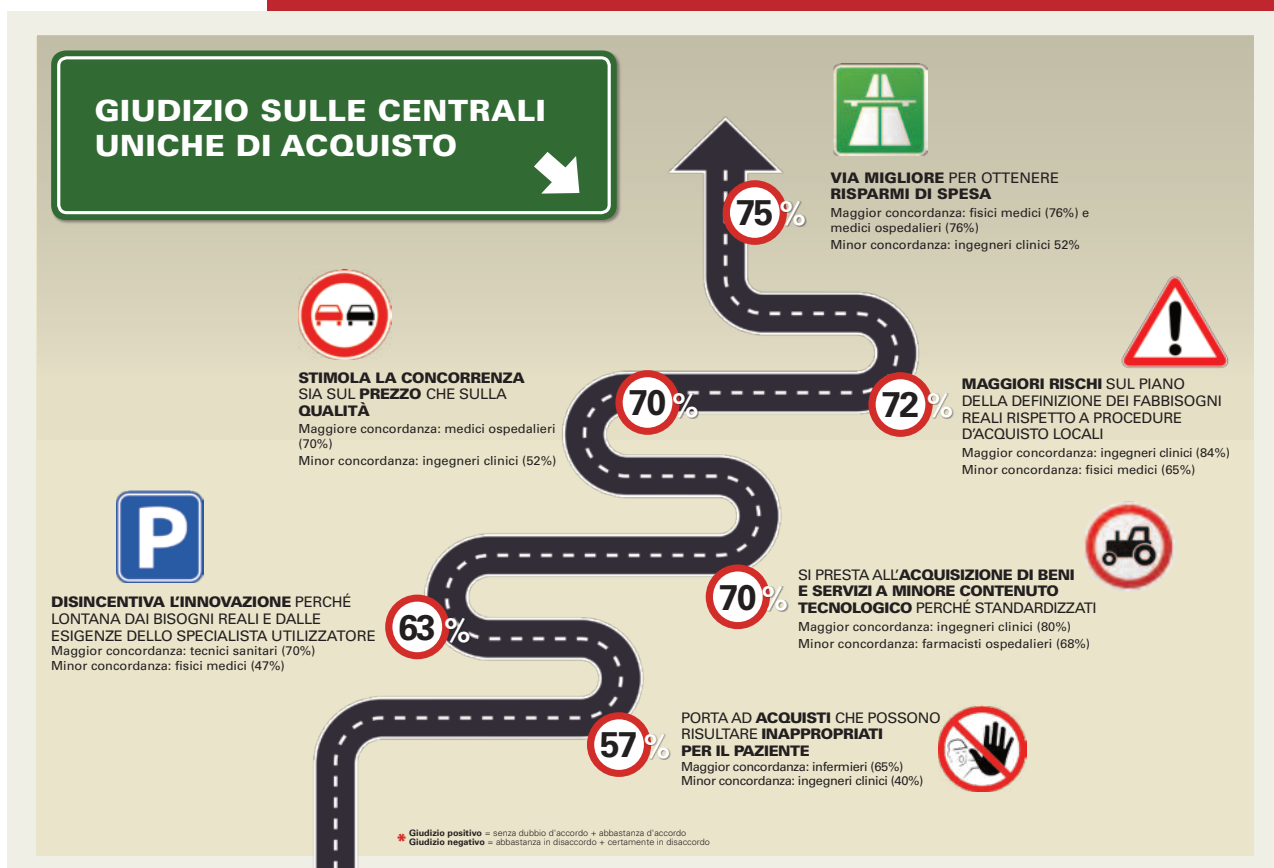 GIUDIZIO SULLE CENTRALI
UNICHE DI ACQUISTO
VIA MIGLIORE PER OTTENERE
RISPARMI DI SPESA
Maggior concordanza: fisici medici (76%) e
medici ospedalieri (76%)
Minor concordanza: ingegneri clinici 52%
75%
STIMOLA LA CONCORRENZA
SIA SUL PREZZO CHE SULLA
QUALITÀ
Maggiore concordanza: medici ospedalieri
(70%)
Minor concordanza: ingegneri clinici (52%)
70%
72%
MAGGIORI RISCHI SUL PIANO
DELLA DEFINIZIONE DEI FABBISOGNI
REALI RISPETTO A PROCEDURE
D'ACQUISTO LOCALI
Maggior concordanza: ingegneri clinici (84%)
Minor concordanza: fisici medici (65%)
P
DISINCENTIVA L'INNOVAZIONE PERCHÉ
LONTANA DAI BISOGNI REALI E DALLE
ESIGENZE DELLO SPECIALISTA UTILIZZATORE
Maggior concordanza: tecnici sanitari (70%)
Minor concordanza: fisici medici (47%)
63%
70%
SI PRESTA ALL'ACQUISIZIONE DI BENI
E SERVIZI A MINORE CONTENUTO
TECNOLOGICO PERCHÉ STANDARDIZZATI
Maggior concordanza: ingegneri clinici (80%)
Minor concordanza: farmacisti ospedalieri (68%)
57%
PORTA AD ACQUISTI CHE POSSONO
RISULTARE INAPPROPRIATI
PER IL PAZIENTE
Maggior concordanza: infermieri (65%)
Minor concordanza: ingegneri clinici (40%)
* Giudizio positivo = senza dubbio d'accordo + abbastanza d'accordo
Giudizio negativo = abbastanza in disaccordo + certamente in disaccordo